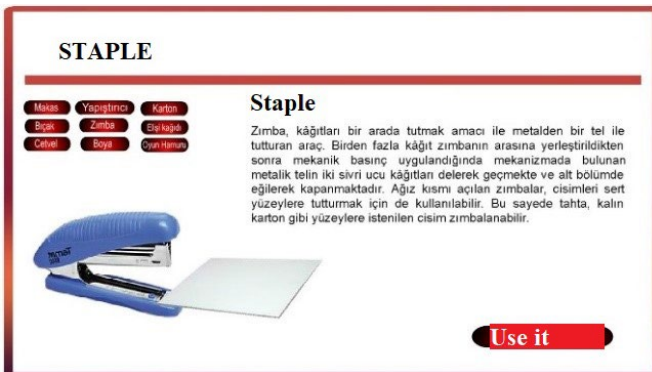 STAPLE
Makas Yapıştırıcı Karton
Bıçak Zımba Elişi kağıdı
Cetvel Boya Oyun Hamuru
Staple
Zımba, kâğıtları bir arada tutmak amacı ile metalden bir tel ile
tutturan araç. Birden fazla kâğıt zımbanın arasına yerleştirildikten
sonra mekanik basınç uygulandığında mekanizmada bulunan
metalik telin iki sivri ucu kâğıtları delerek geçmekte ve alt bölümde
eğilerek kapanmaktadır. Ağız kısmı açılan zımbalar, cisimleri sert
yüzeylere tutturmak için de kullanılabilir. Bu sayede tahta, kalın
karton gibi yüzeylere istenilen cisim zımbalanabilir.
Use it